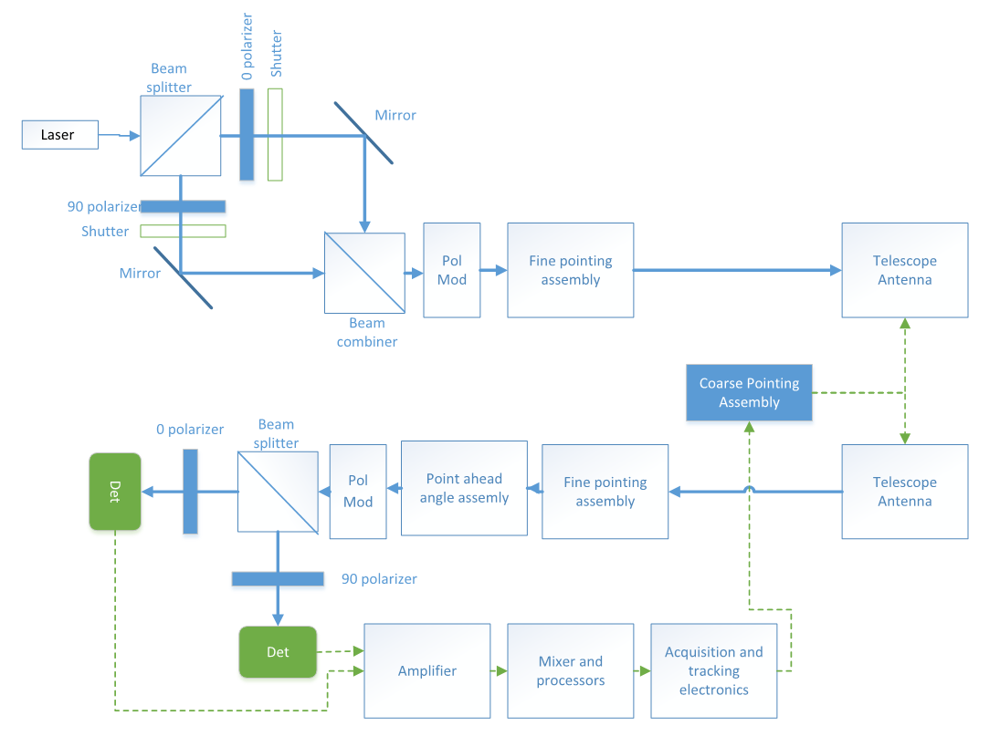 0 polarizer
Shutter
Beam
splitter
Mirror
Laser
90 polarizer
Shutter
Mirror
Pol
Mod
Fine pointing
assembly
Telescope
Antenna
Beam
combiner
Coarse Pointing
Assembly
0 polarizer
Beam
splitter
Det
Pol
Mod
Point ahead
angle assemly
Fine pointing
assembly
Telescope
Antenna
90 polarizer
Det
Amplifier
Mixer and
processors
Acquisition and
tracking
electronics